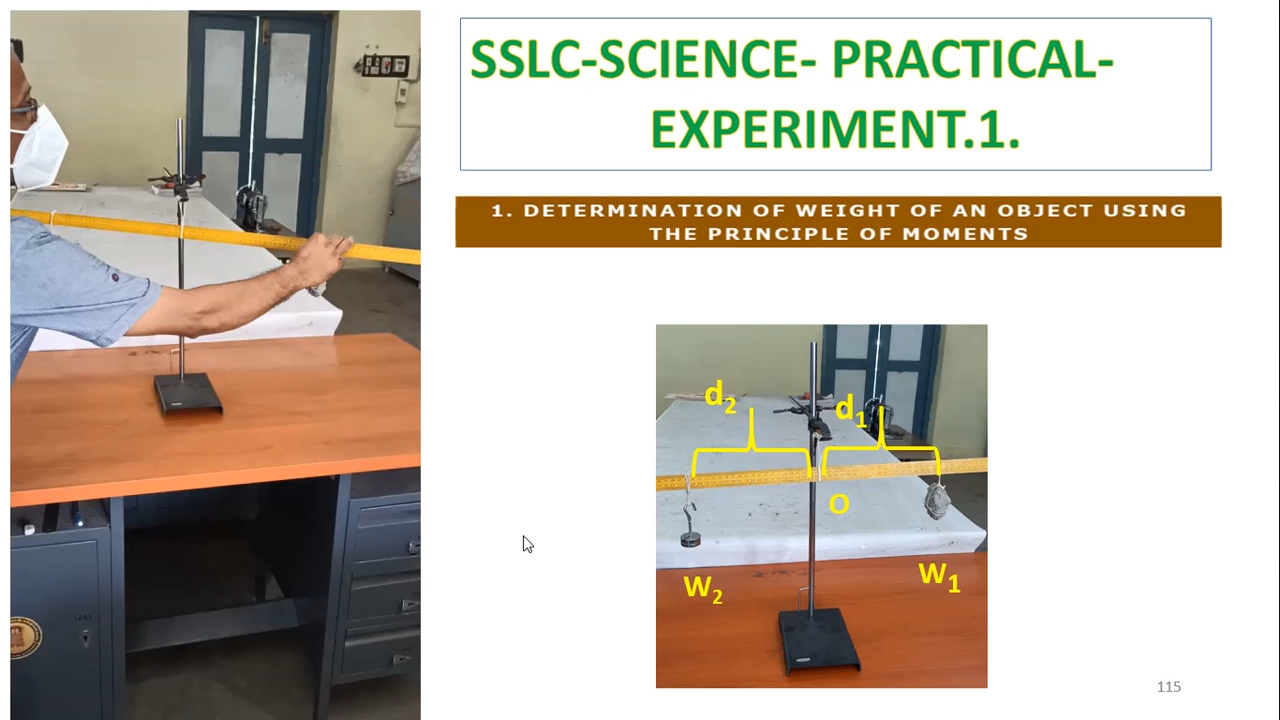 SSLC-SCIENCE- PRACTICAL-
EXPERIMENT.1.
1. DETERMINATION OF WEIGHT OF AN OBJECT USING
THE PRINCIPLE OF MOMENTS
d₂
d₁
O
W₂
W₁
115